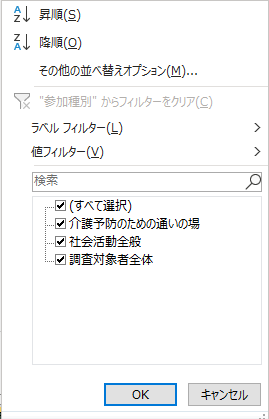 昇順(S)
降順(O)
その他の並べ替えオプション(M)...
"参加種別" からフィルターをクリア(C)
ラベル フィルター(L)
値フィルター(V)
検索
(すべて選択)
介護予防のための通いの場
社会活動全般
調査対象者全体
OK
キャンセル